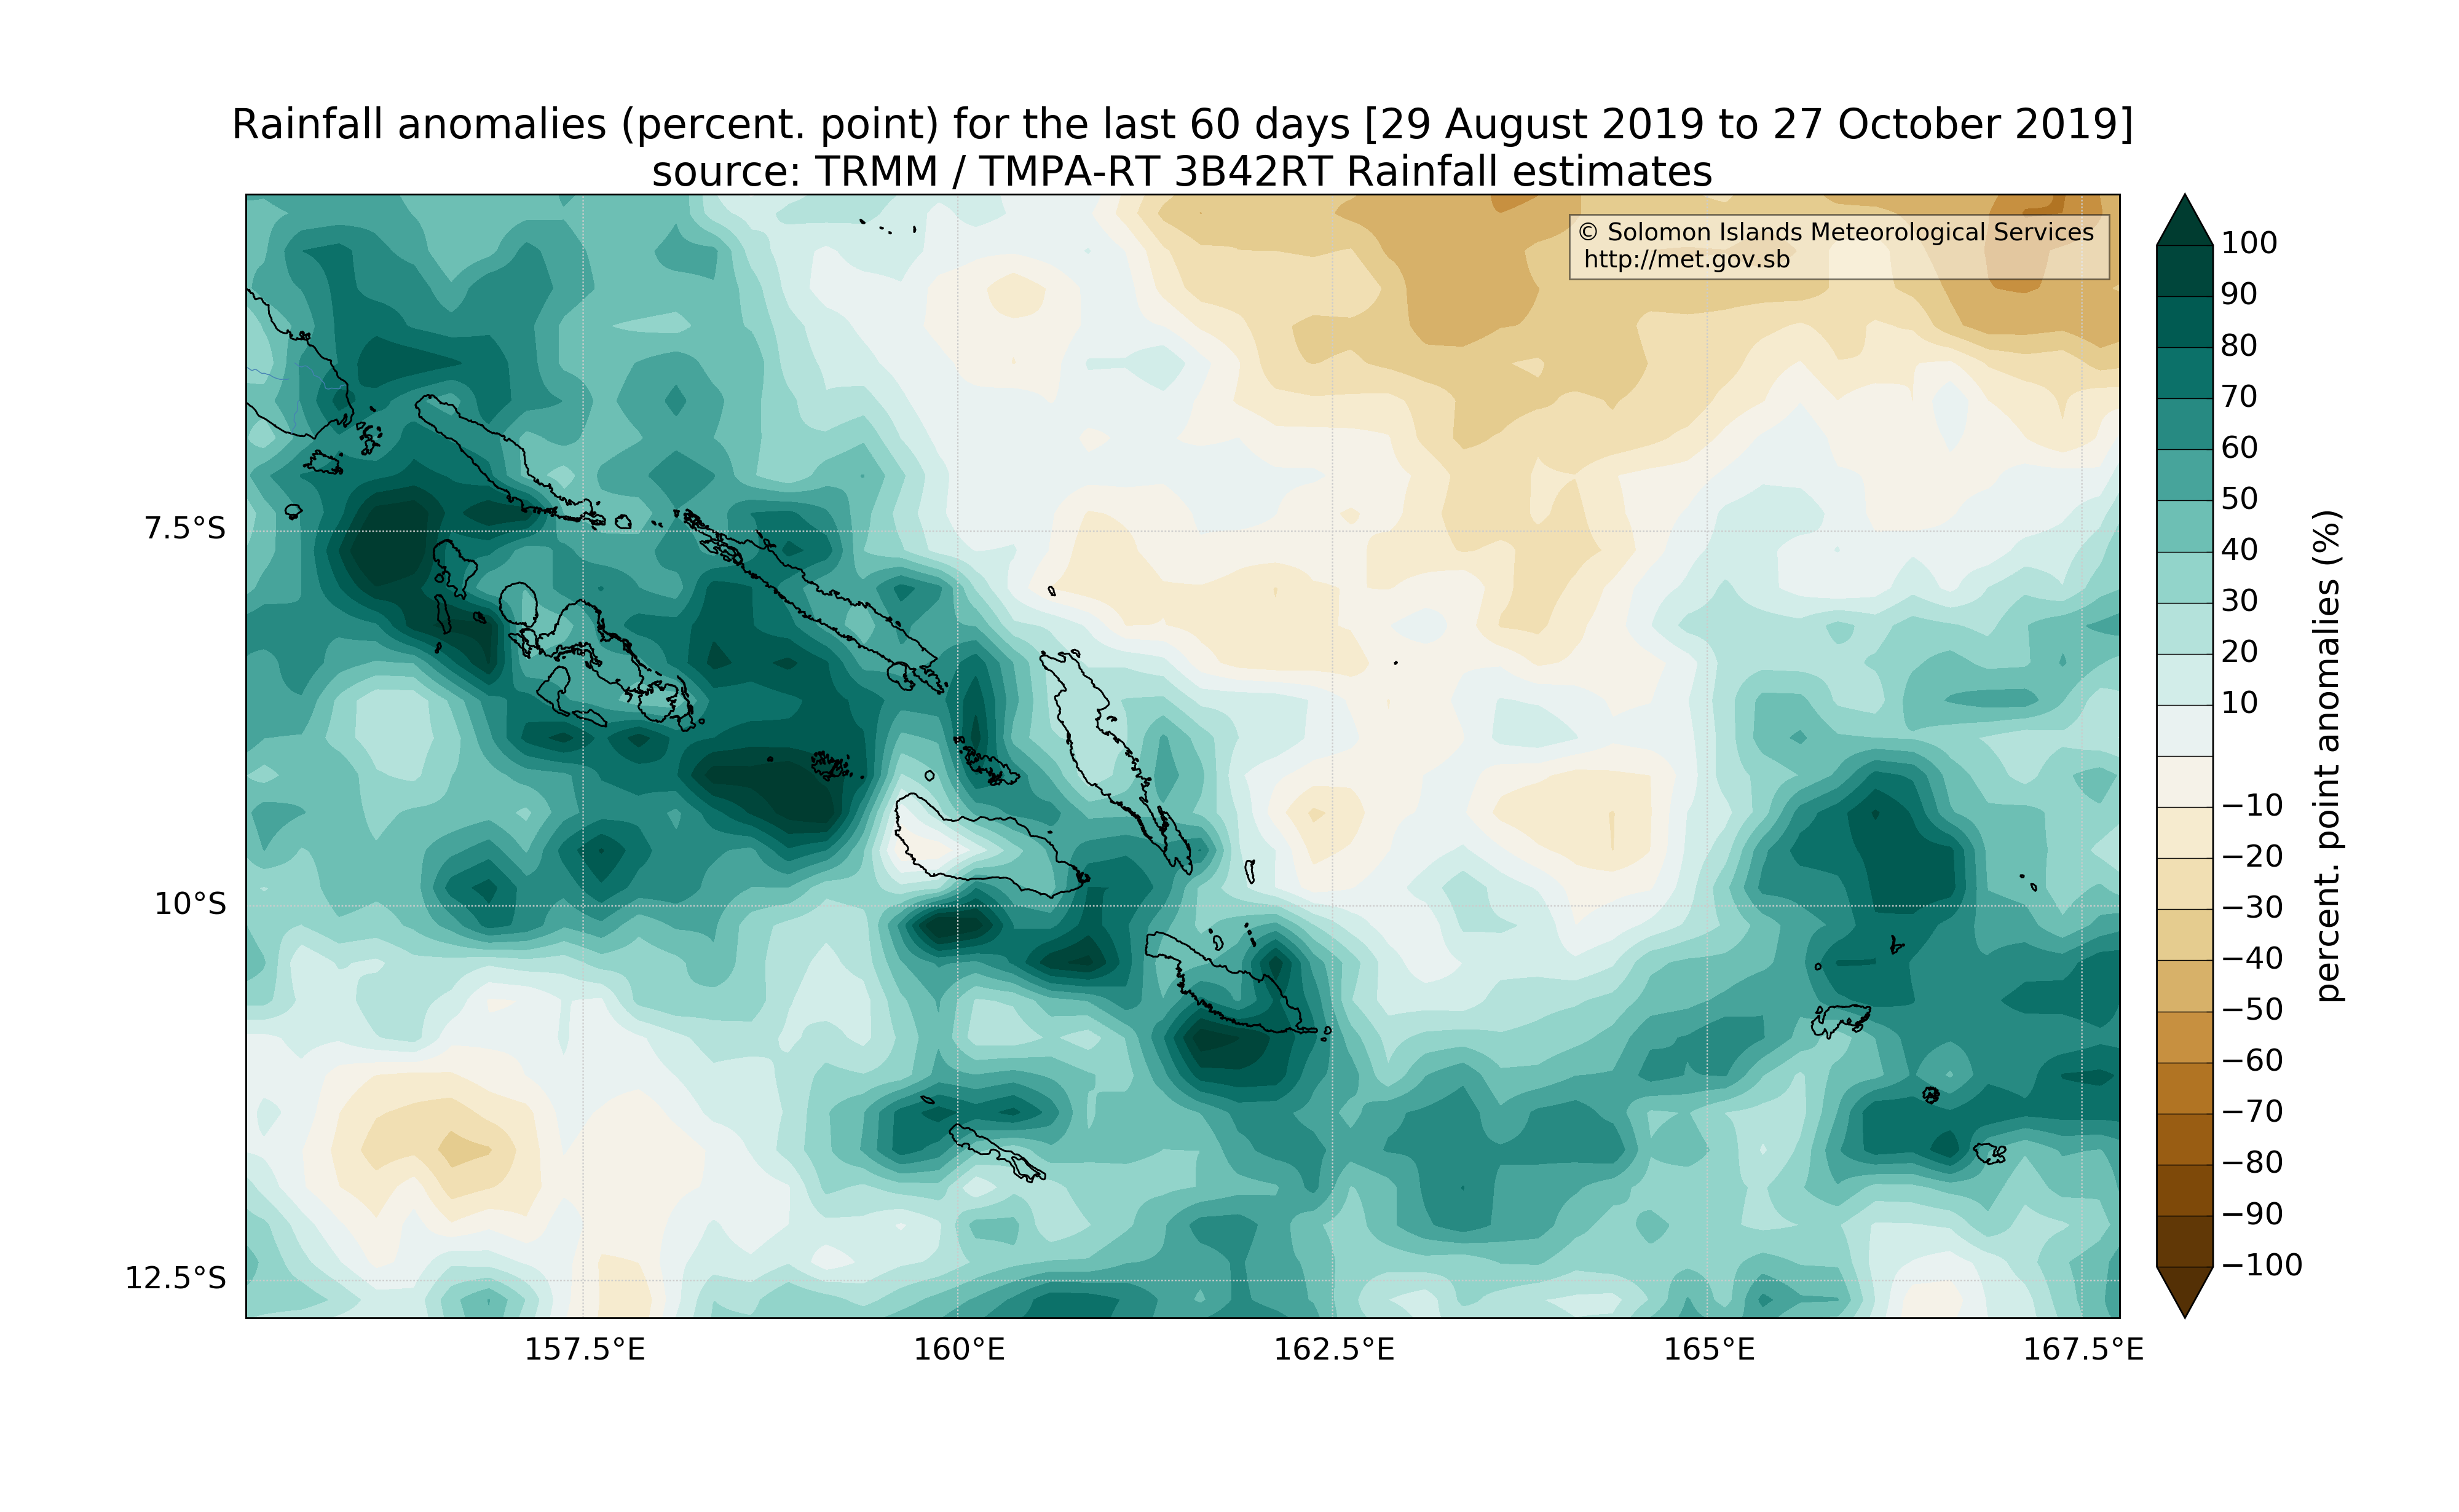 Rainfall anomalies (percent. point) for the last 60 days [29 August 2019 to 27 October 2019]
source: TRMM / TMPA-RT 3B42RT Rainfall estimates
© Solomon Islands Meteorological Services
http://met.gov.sb
7.5°S
10°S
12.5°S
157.5°E
160°E
162.5°E
165°E
167.5°E
100
90
80
70
60
50
40
30
20
10
−10
−20
−30
−40
−50
−60
−70
−80
−90
−100
percent. point anomalies (%)